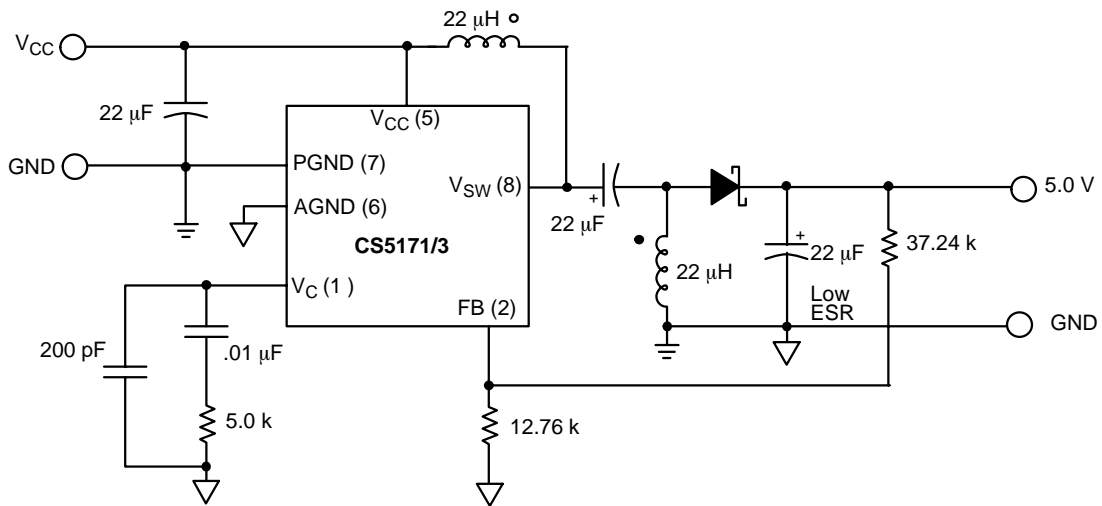 22 μH
VCC
22 μF
VCC (5)
GND
PGND (7)
VSW (8)
5.0 V
AGND (6)
+
22 μF
+
22 μF
37.24 k
CS5171/3
22 μH
VC (1 )
FB (2)
Low
ESR
GND
200 pF
.01 μF
5.0 k
12.76 k